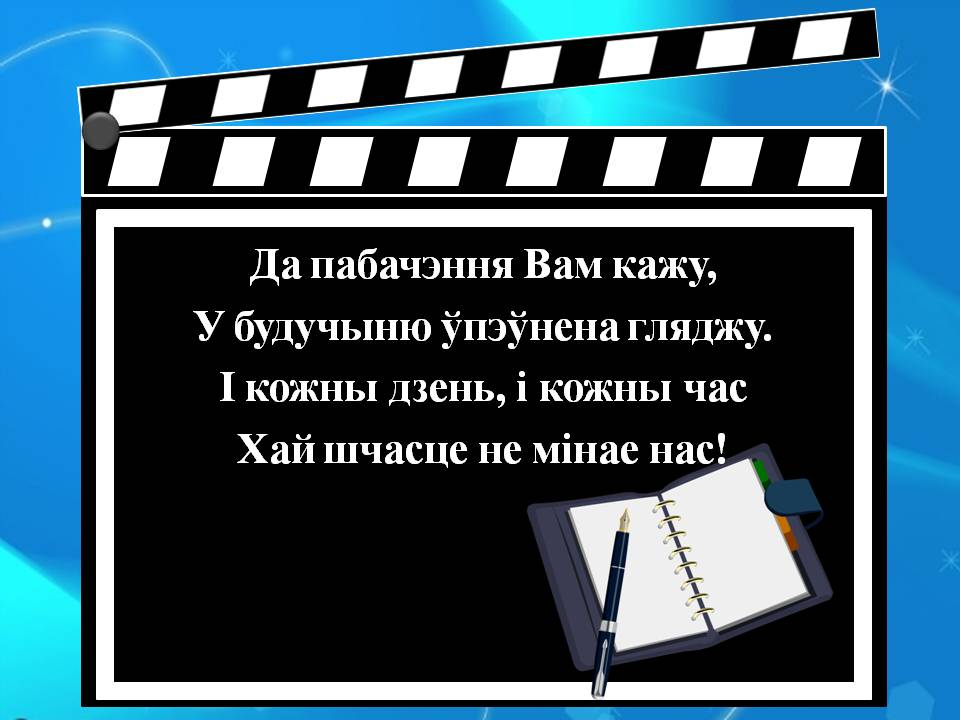 Да пабачэння Вам кажу,
У будучыню ўпэўнена гляджу.
І кожны дзень, і кожны час
Хай шчасце не мінае нас!